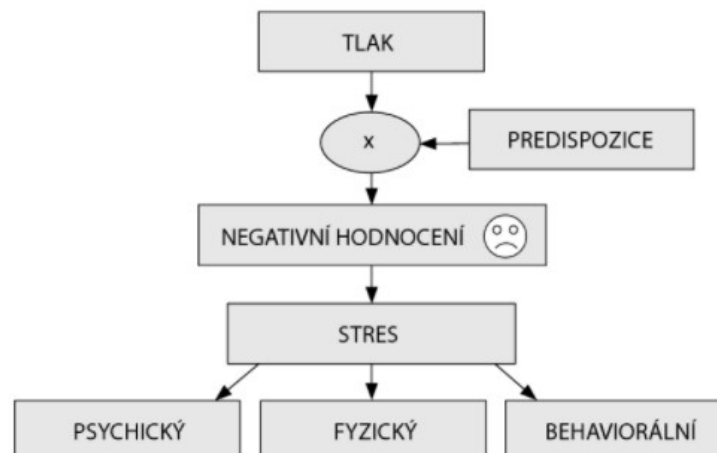 TLAK
x
PREDISPOZICE
NEGATIVNÍ HODNOCENÍ
STRES
PSYCHICKÝ
FYZICKÝ
BEHAVIORÁLNÍ